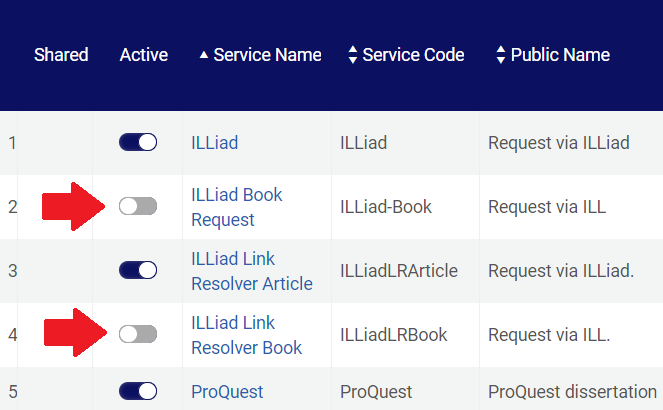 Shared Active Service Name Service Code Public Name
1 ILLiad ILLiad Request via ILLiad
ILLiad Book
2 ILLiad-Book Request via ILL
Request
ILLiad Link
3 ILLiadLRArticle Request via ILLiad.
Resolver Article
ILLiad Link
4 ILLiadLRBook Request via ILL.
Resolver Book
5 ProQuest ProQuest ProQuest dissertation